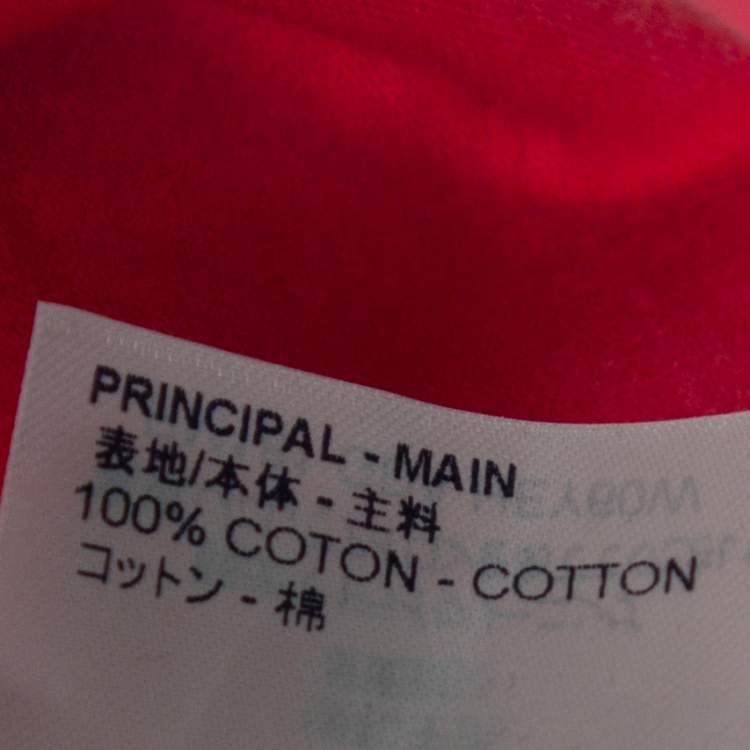 PRINCIPAL - MAIN
表地/本体 - 主料
100% COTON - COTTON
コットン - 棉